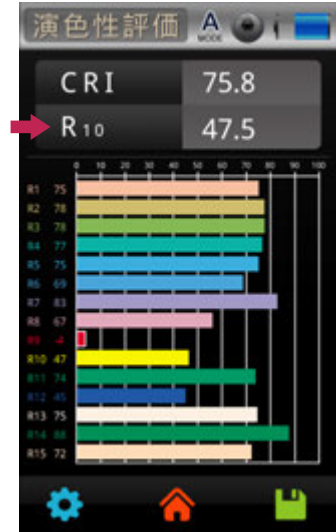 演色性評価 A MODE
CRI 75.8
R10 47.5
0 10 20 30 40 50 60 70 80 90 100
R1 75
R2 78
R3 78
R4 77
R5 75
R6 69
R7 83
R8 67
R9 -4
R10 47
R11 74
R12 45
R13 75
R14 88
R15 72